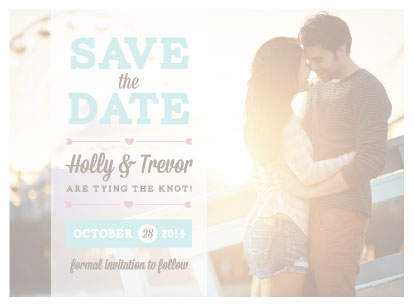 SAVE
the
DATE
Holly & Trevor
ARE TYING THE KNOT!
OCTOBER 28 2014
formal invitation to follow